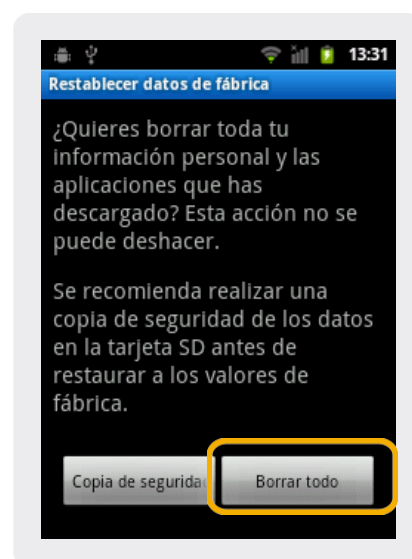 13:31
Restablecer datos de fábrica
¿Quieres borrar toda tu
información personal y las
aplicaciones que has
descargado? Esta acción no se
puede deshacer.
Se recomienda realizar una
copia de seguridad de los datos
en la tarjeta SD antes de
restaurar a los valores de
fábrica.
Copia de seguridad Borrar todo